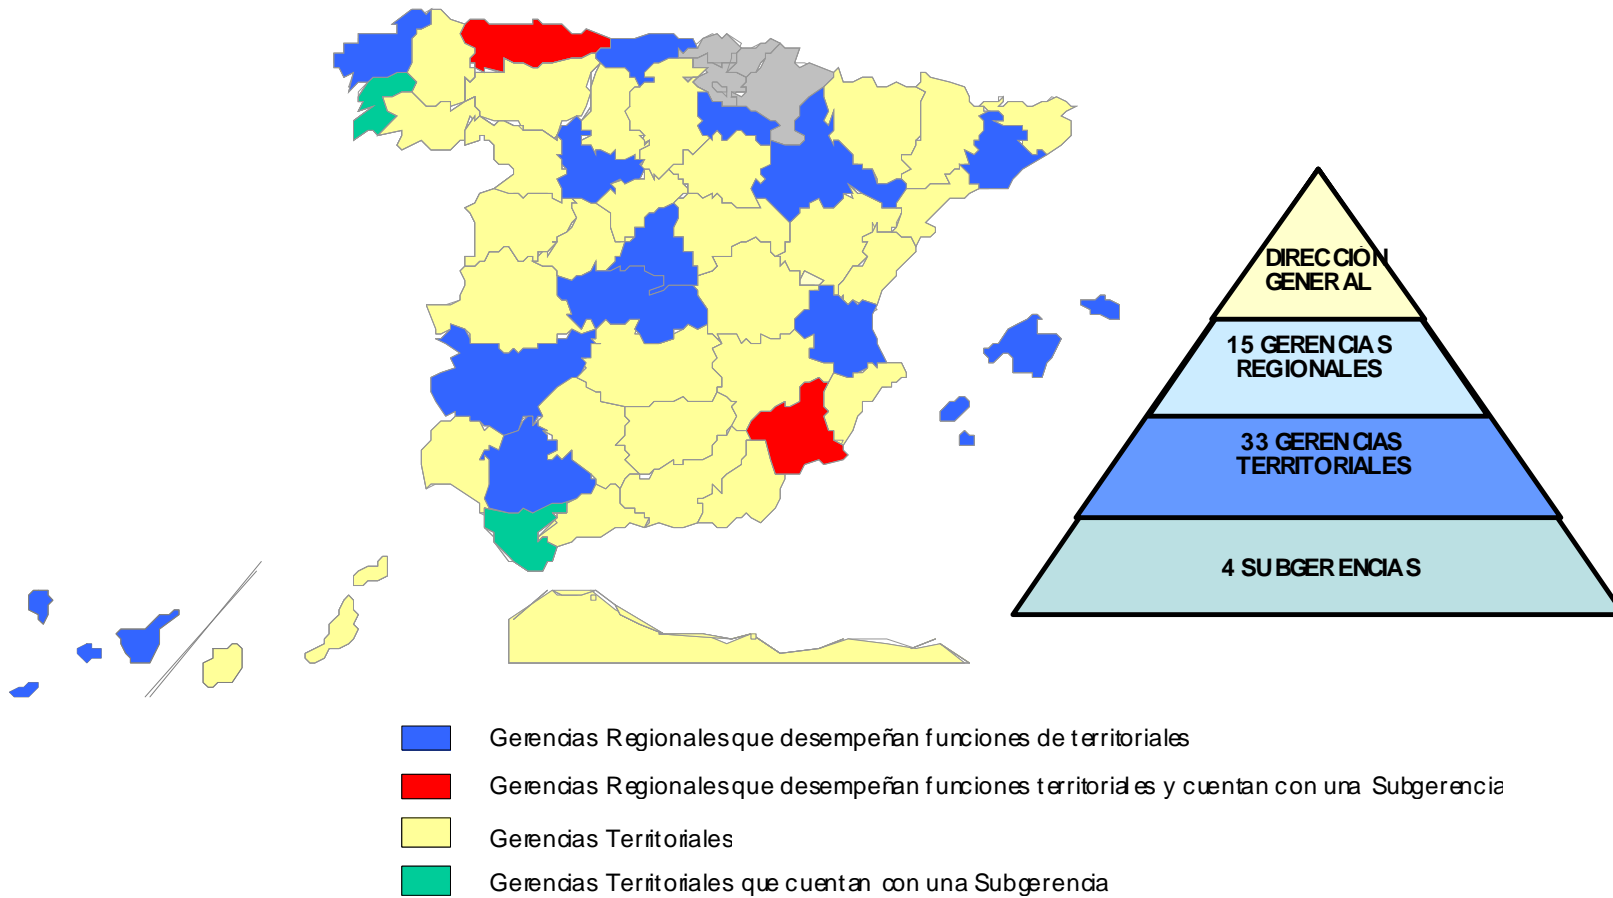 DIRECCIÓN
GENERAL
15 GERENCIAS
REGIONALES
33 GERENCIAS
TERRITORIALES
4 SUBGERENCIAS
Gerencias Regionales que desempeñan funciones de territoriales
Gerencias Regionales que desempeñan funciones territoriales y cuentan con una Subgerencia
Gerencias Territoriales
Gerencias Territoriales que cuentan con una Subgerencia